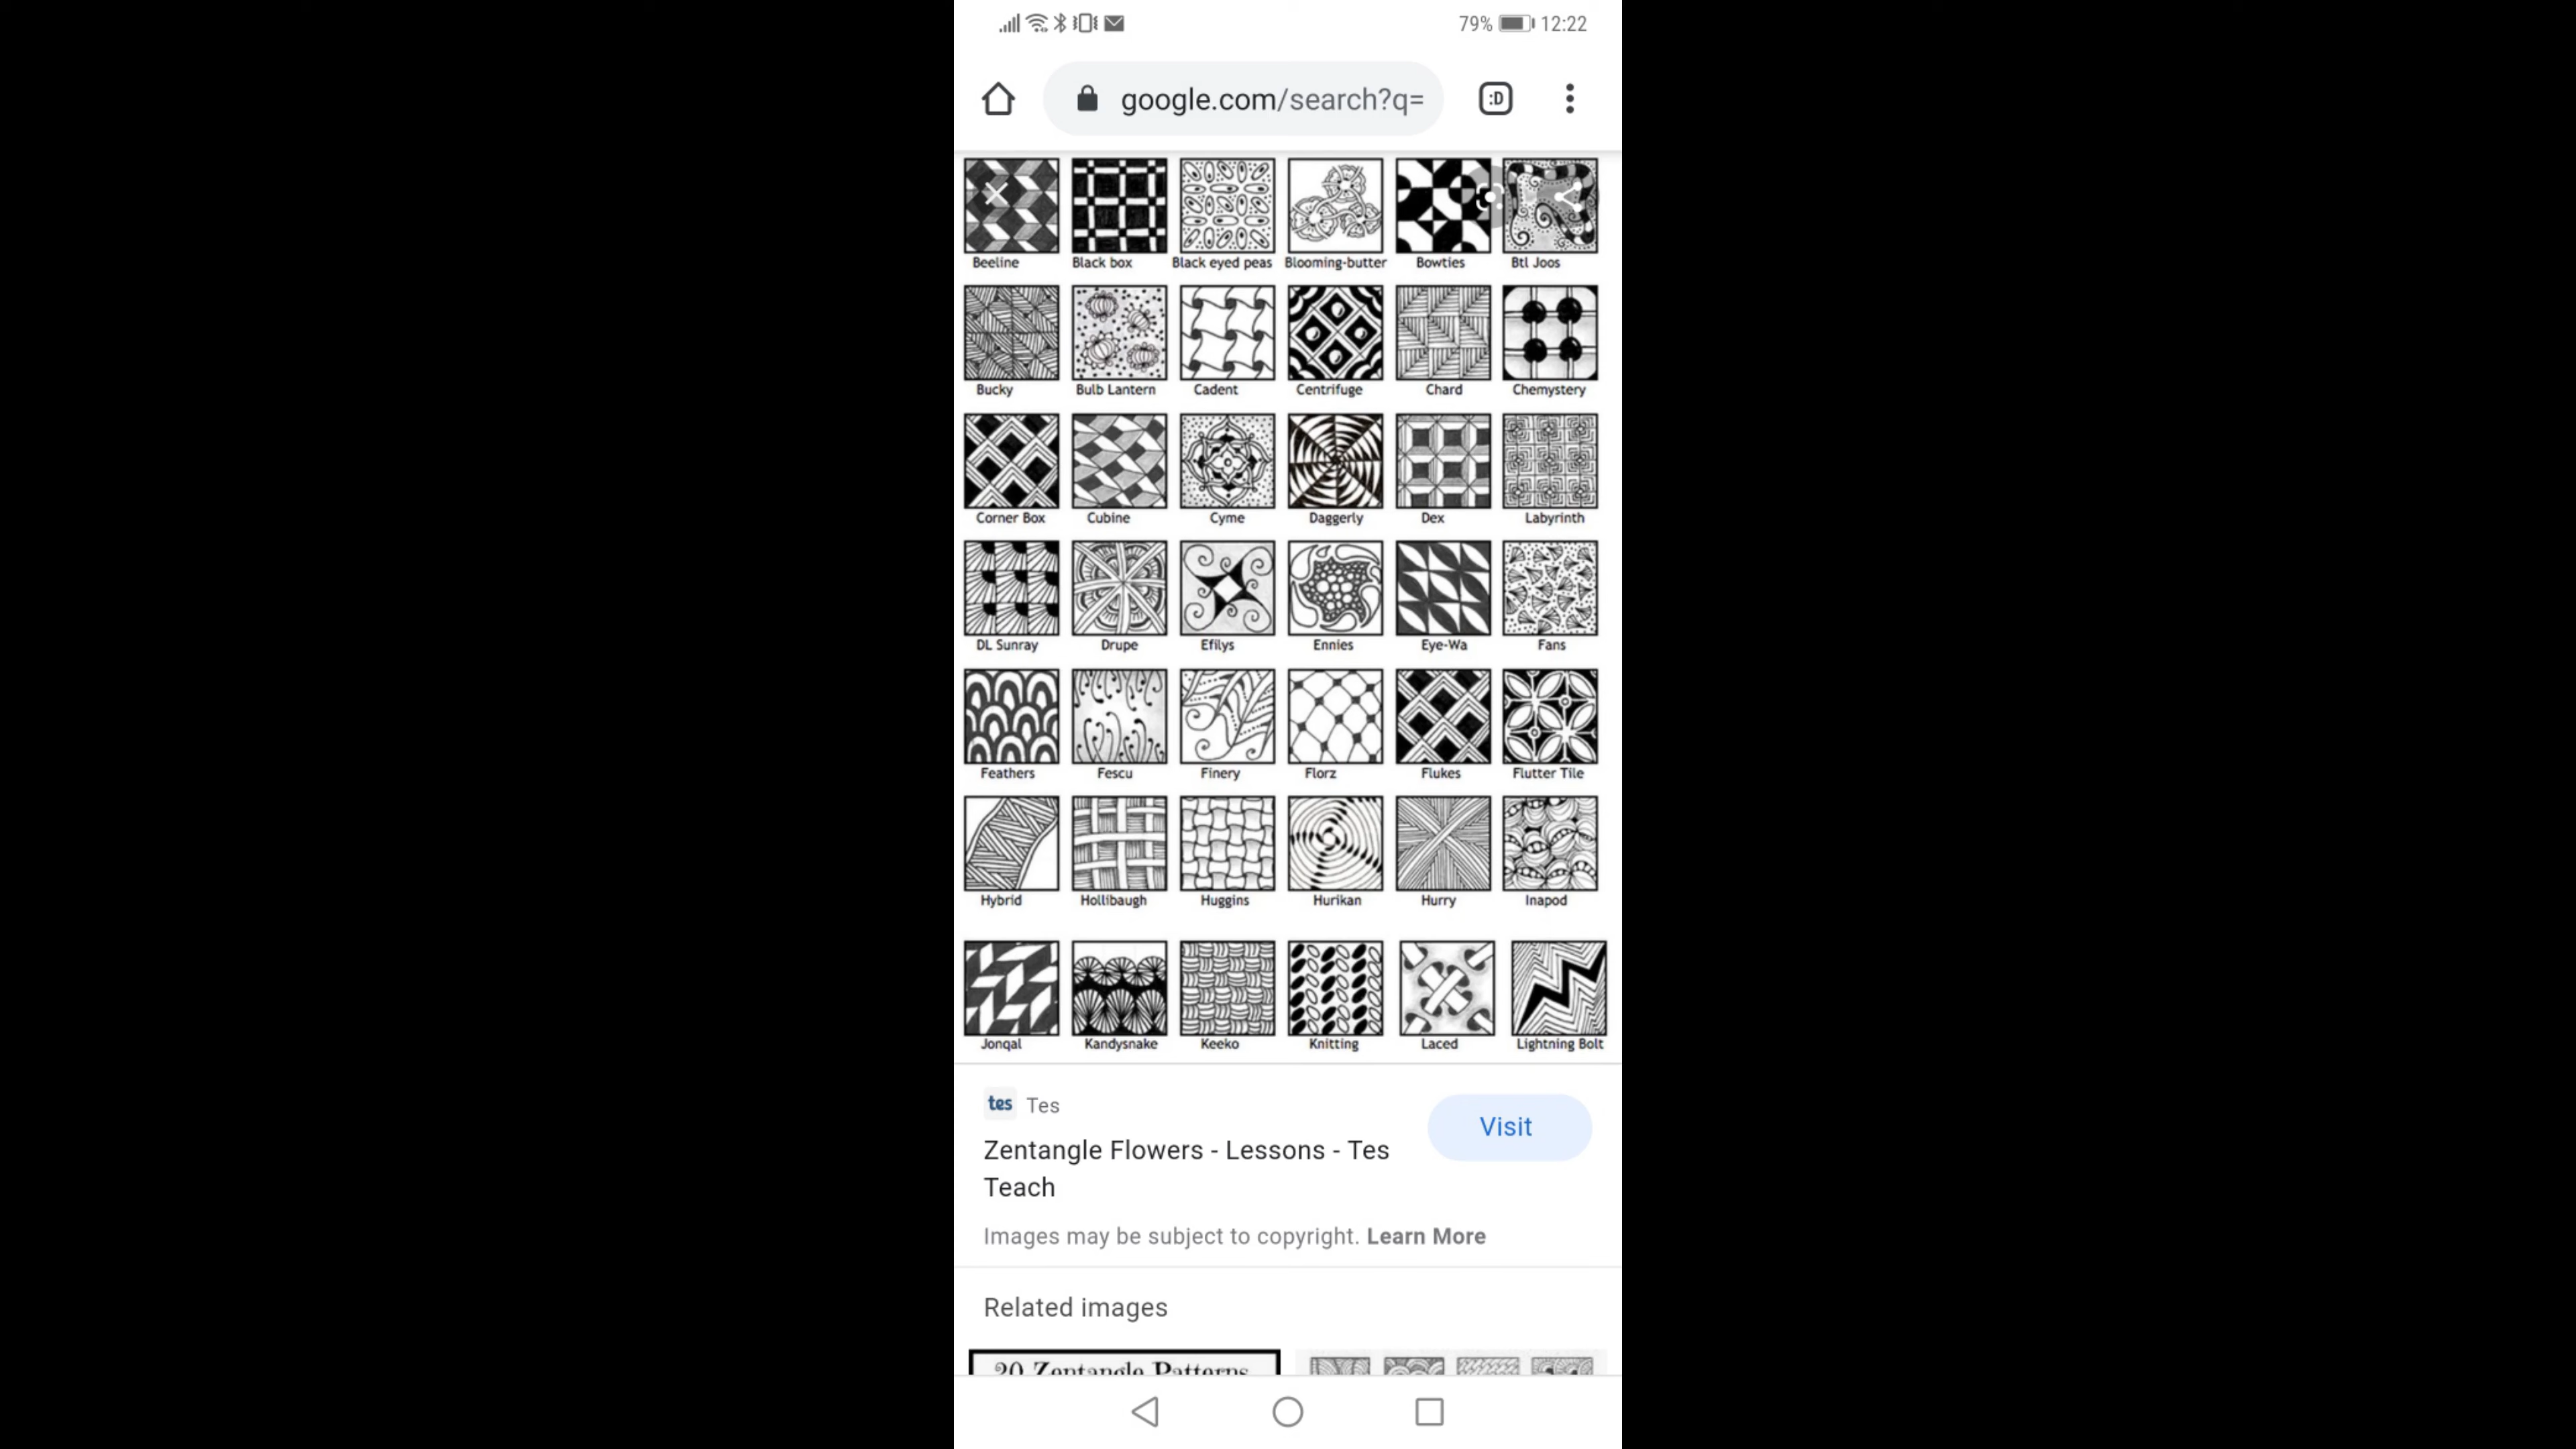 79% 12:22
google.com/search?q=
:D
Beeline Black box Black eyed peas Blooming-butter Bowties Btl Joos
Bucky Bulb Lantern Cadent Centrifuge Chard Chemystery
Corner Box Cubine Cyme Daggerly Dex Labyrinth
DL Sunray Drupe Efilys Ennies Eye-Wa Fans
Feathers Fescu Finery Florz Flukes Flutter Tile
Hybrid Hollibaugh Huggins Hurikan Hurry Inapod
Jonqal Kandysnake Keeko Knitting Laced Lightning Bolt
tes Tes
Visit
Zentangle Flowers - Lessons - Tes
Teach
Images may be subject to copyright. Learn More
Related images
20 Zentangle Patterns